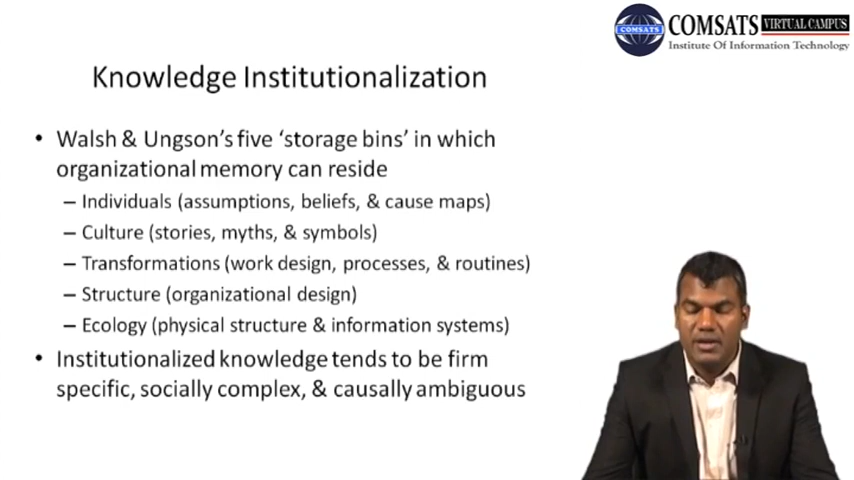 COMSATS
COMSATS VIRTUAL CAMPUS
Institute Of Information Technology
Knowledge Institutionalization
• Walsh & Ungson's five 'storage bins' in which
organizational memory can reside
– Individuals (assumptions, beliefs, & cause maps)
– Culture (stories, myths, & symbols)
– Transformations (work design, processes, & routines)
– Structure (organizational design)
– Ecology (physical structure & information systems)
• Institutionalized knowledge tends to be firm
specific, socially complex, & causally ambiguous